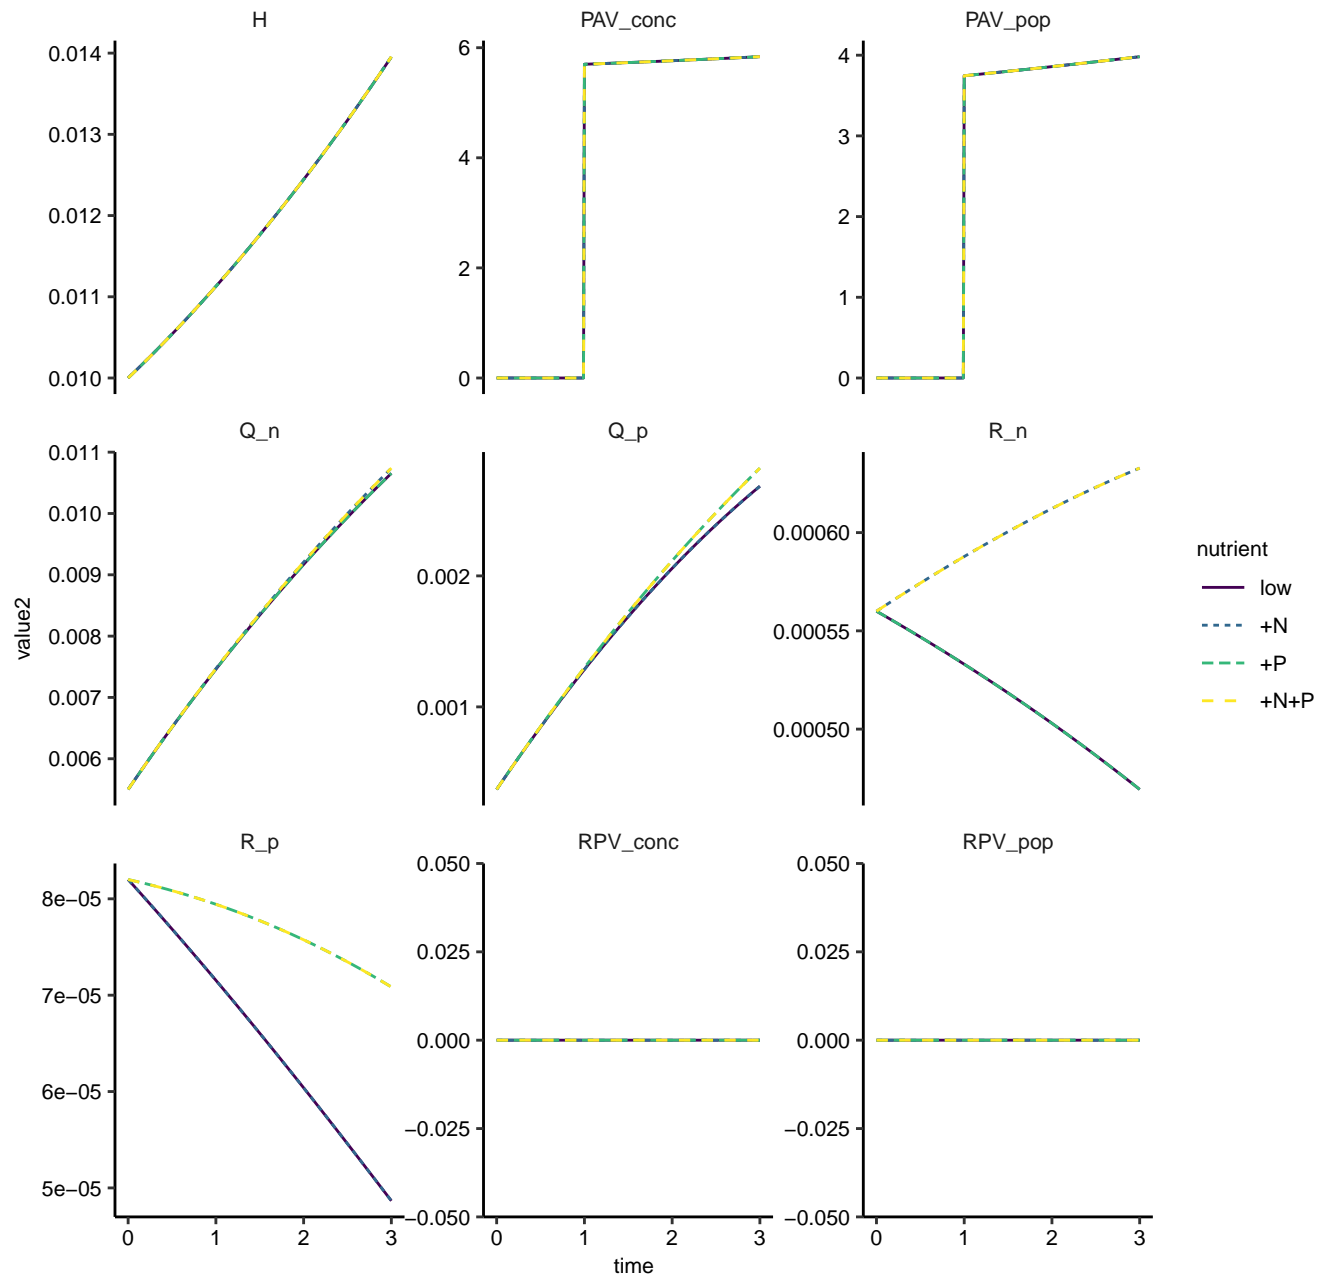 H
PAV_conc
PAV_pop
0.014
0.013
0.012
0.011
0.010
6
4
2
0
4
3
2
1
0
Q_n
Q_p
R_n
0.011
0.010
0.009
0.008
0.007
0.006
0.002
0.001
0.00060
0.00055
0.00050
value2
nutrient
low
+N
+P
+N+P
R_p
RPV_conc
RPV_pop
8e−05
7e−05
6e−05
5e−05
0.050
0.025
0.000
−0.025
−0.050
0.050
0.025
0.000
−0.025
−0.050
0 1 2 3
0 1 2 3
0 1 2 3
time